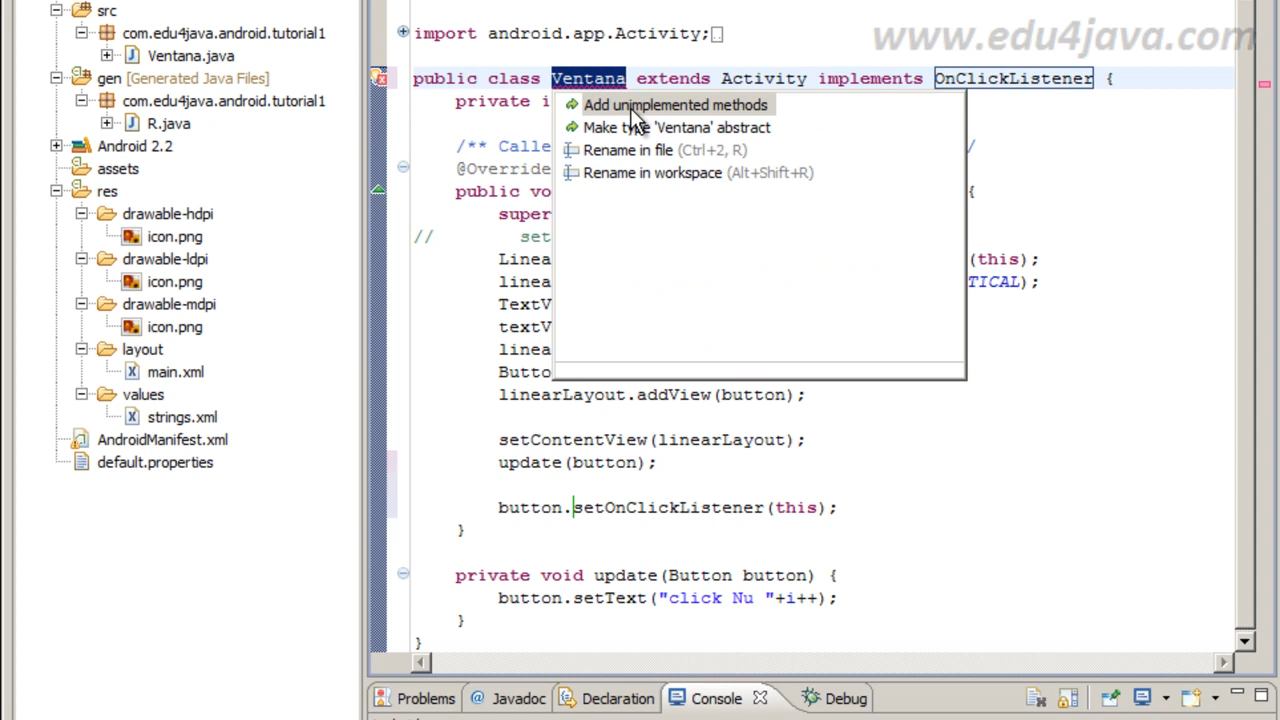 src
com.edu4java.android.tutorial1
Ventana.java
gen [Generated Java Files]
com.edu4java.android.tutorial1
R.java
Android 2.2
assets
res
drawable-hdpi
icon.png
drawable-ldpi
icon.png
drawable-mdpi
icon.png
layout
main.xml
values
strings.xml
AndroidManifest.xml
default.properties
www.edu4java.com
import android.app.Activity;
public class Ventana extends Activity implements OnClickListener {
private i
/** Calle /
@Override
public vo {
super
// set
Linea (this);
linea TICAL);
TextV
textV
linea
Butto
linearLayout.addView(button);
setContentView(linearLayout);
update(button);
button.setOnClickListener(this);
}
private void update(Button button) {
button.setText("click Nu "+i++);
}
}
Add unimplemented methods
Make type 'Ventana' abstract
Rename in file (Ctrl+2, R)
Rename in workspace (Alt+Shift+R)
Problems @ Javadoc Declaration Console Debug